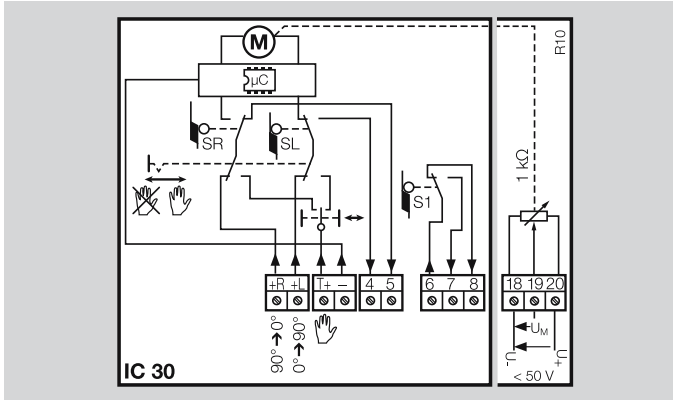 M
R10
µC
SR
SL
1 kΩ
S1
+R +L T+ – 4 5 6 7 8 18 19 20
90°→0°
0°→90°
UM
U-
U+
< 50 V
IC 30